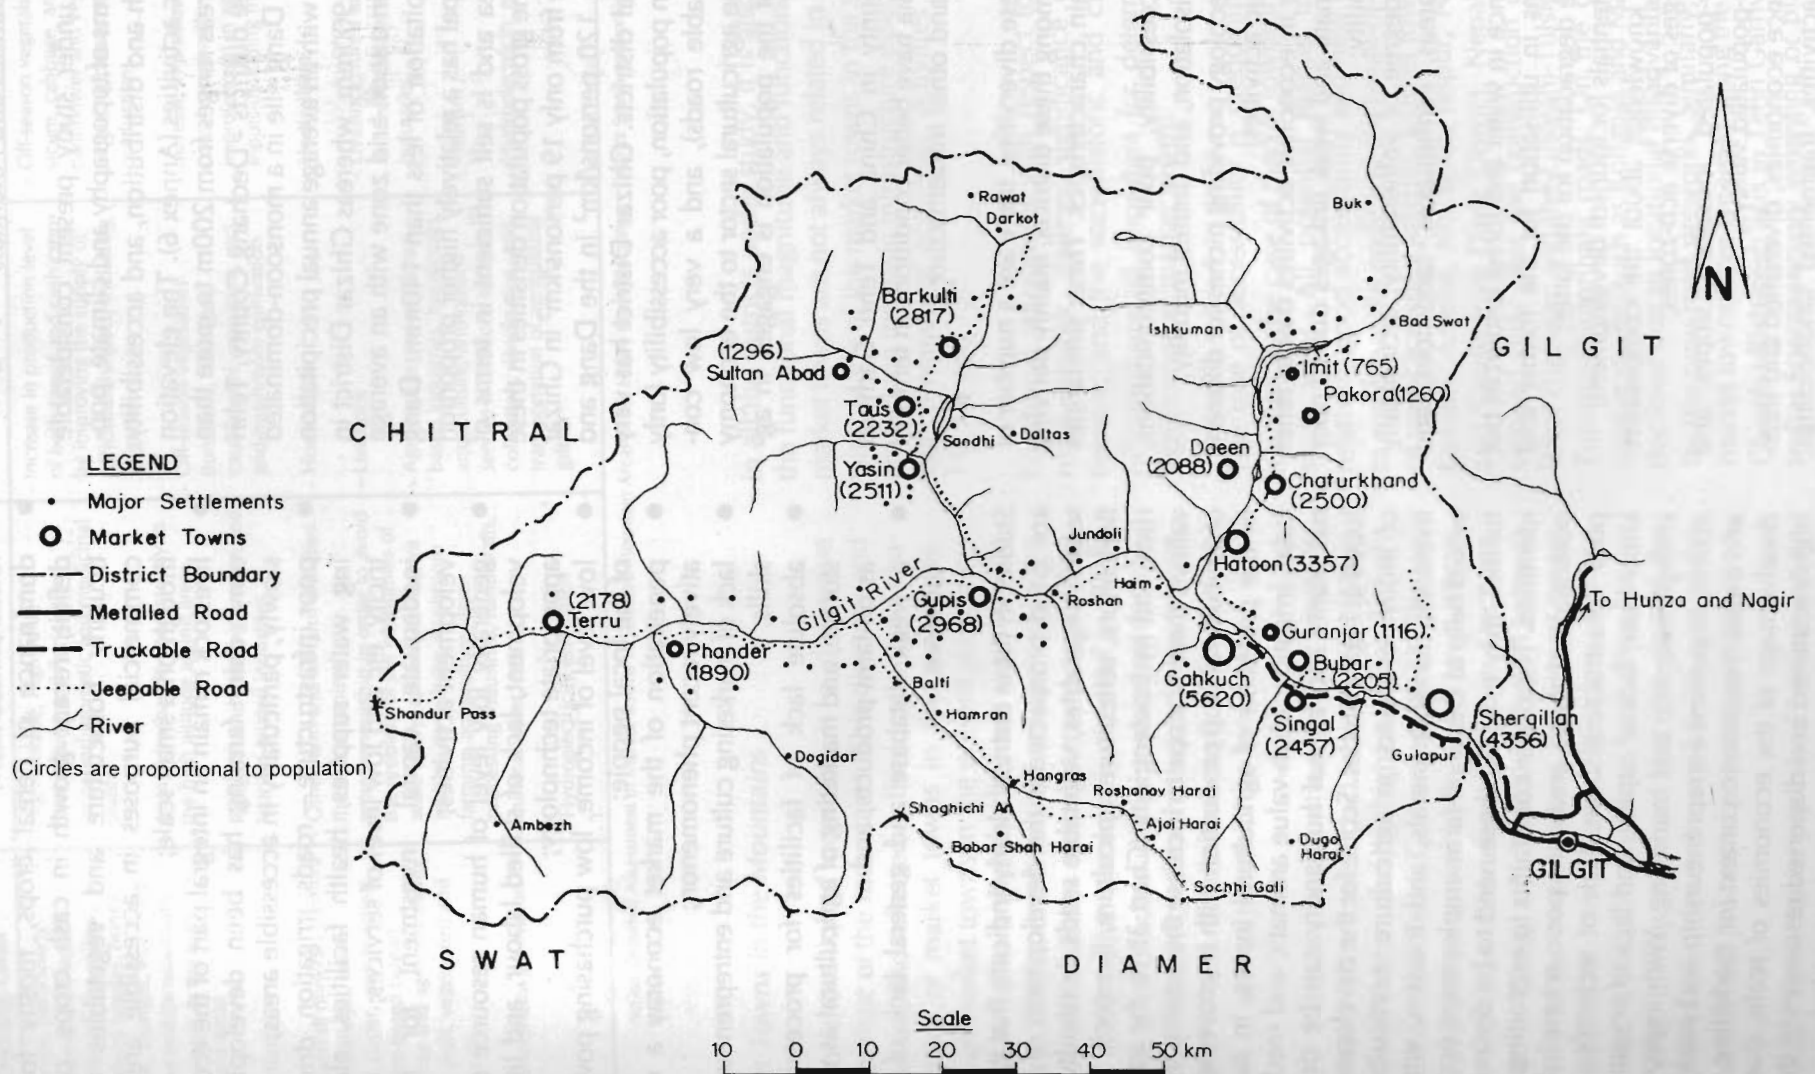 Rawat
Darkot
Buk
Barkulti
(2817)
Ishkuman
Bad Swat
GILGIT
(1296)
Sultan Abad
Imit (765)
Pakora (1260)
CHITRAL
Taus
(2232)
Sandhi
Daltas
Daeen
(2088)
Yasin
(2511)
Chaturkhand
(2500)
LEGEND
Major Settlements
Market Towns
District Boundary
Metalled Road
Truckable Road
Jeepable Road
River
(Circles are proportional to population)
N
Jundoli
Hatoon (3357)
Haim
Roshan
Gilgit River
Gupis
(2968)
(2178)
Terru
To Hunza and Nagir
Guranjar (1116)
Phander
(1890)
Bubar
(2205)
Gahkuch
(5620)
Balti
Shandur Pass
Hamran
Singal
(2457)
Sherqillah
(4356)
Gulapur
Dogidar
Hangras
Roshanov Harai
Shoghichi An
Ajoi Harai
Ambezh
Babar Shah Harai
Dugo
Harai
GILGIT
Sochhi Gali
SWAT
DIAMER
Scale
10 0 10 20 30 40 50 km